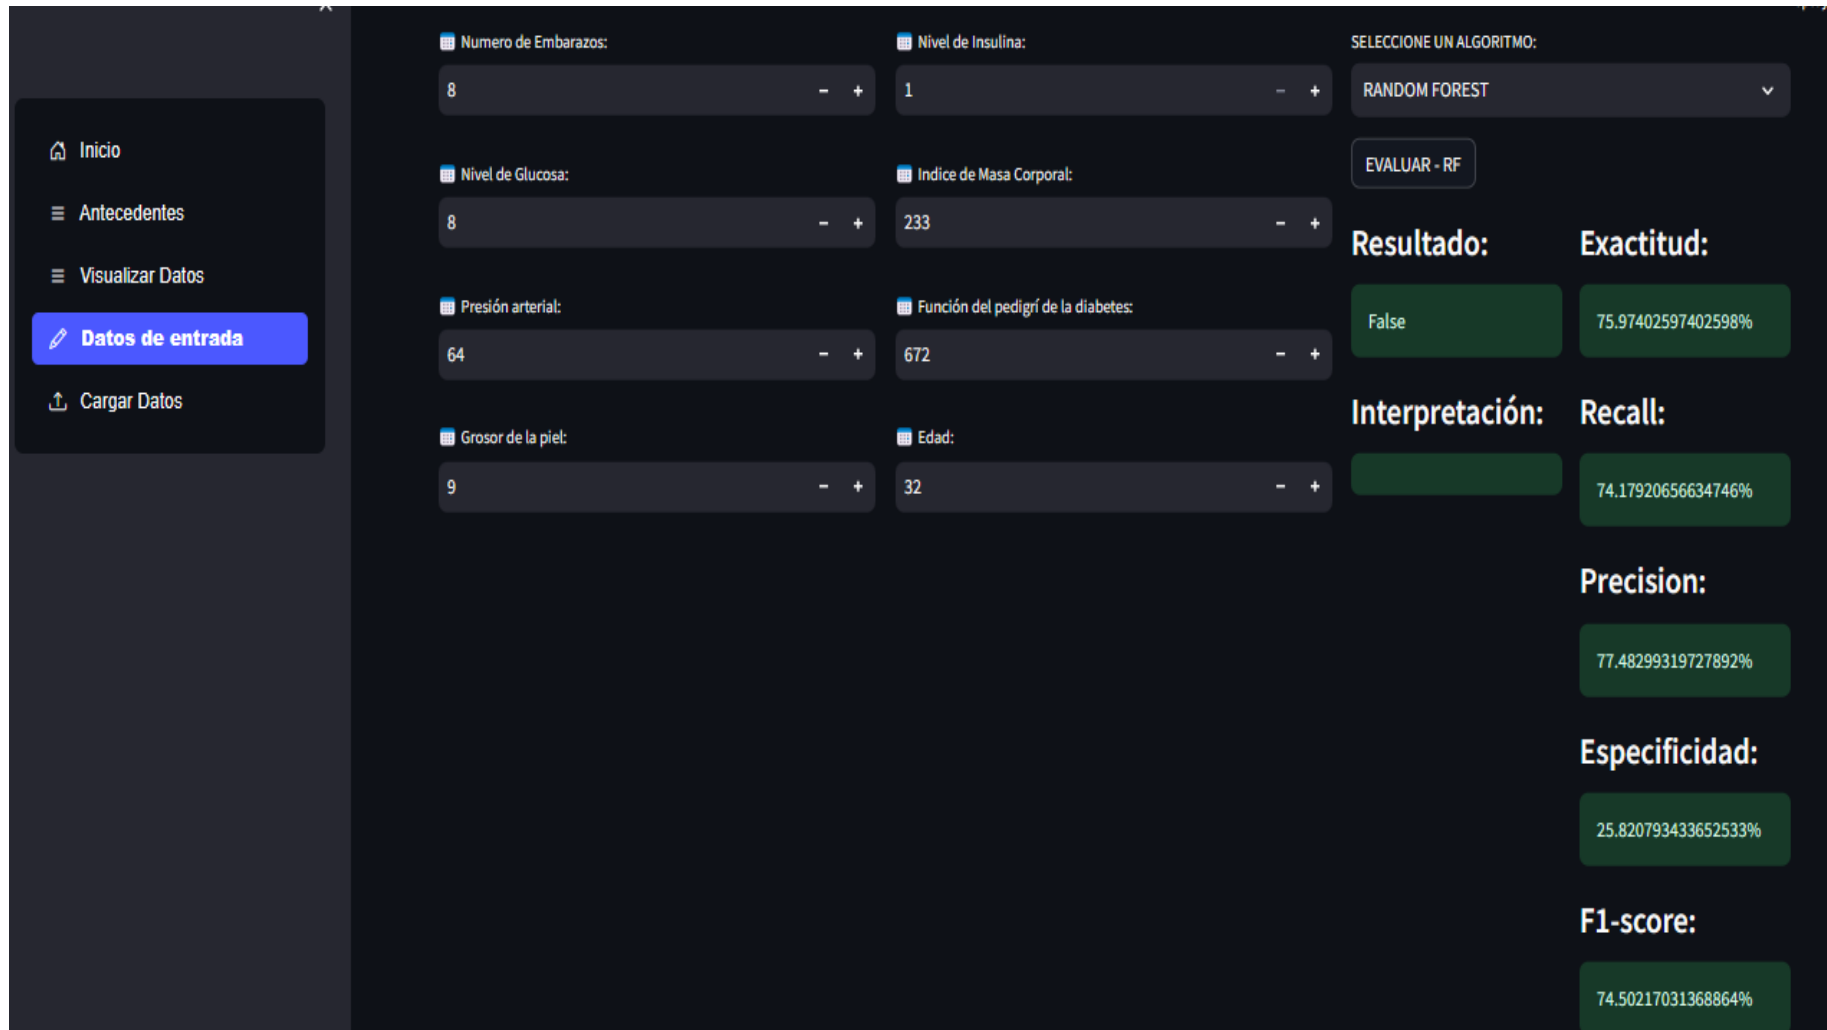 Inicio
Antecedentes
Visualizar Datos
Datos de entrada
Cargar Datos
Numero de Embarazos:
8
Nivel de Glucosa:
8
Presión arterial:
64
Grosor de la piel:
9
Nivel de Insulina:
1
Indice de Masa Corporal:
233
Función del pedigrí de la diabetes:
672
Edad:
32
SELECCIONE UN ALGORITMO:
RANDOM FOREST
EVALUAR - RF
Resultado:
False
Interpretación:
Exactitud:
75.97402597402598%
Recall:
74.17920656634746%
Precision:
77.48299319727892%
Especificidad:
25.820793433652533%
F1-score:
74.50217031368864%